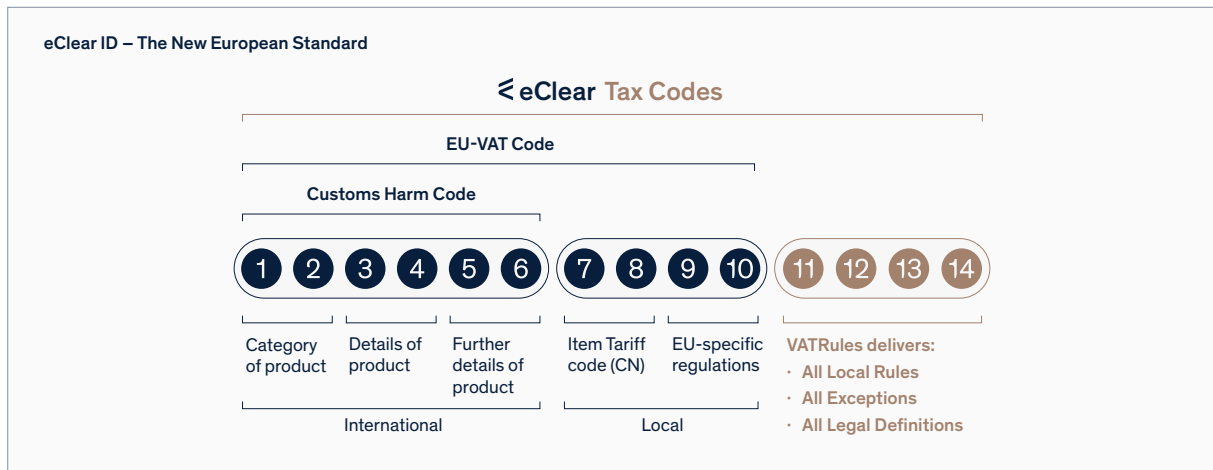 eClear ID – The New European Standard
eClear Tax Codes
EU-VAT Code
Customs Harm Code
1 2 3 4 5 6 7 8 9 10 11 12 13 14
Category
of product
Details of
product
Further
details of
product
Item Tariff
code (CN)
EU-specific
regulations
VATRules delivers:
· All Local Rules
· All Exceptions
· All Legal Definitions
International
Local